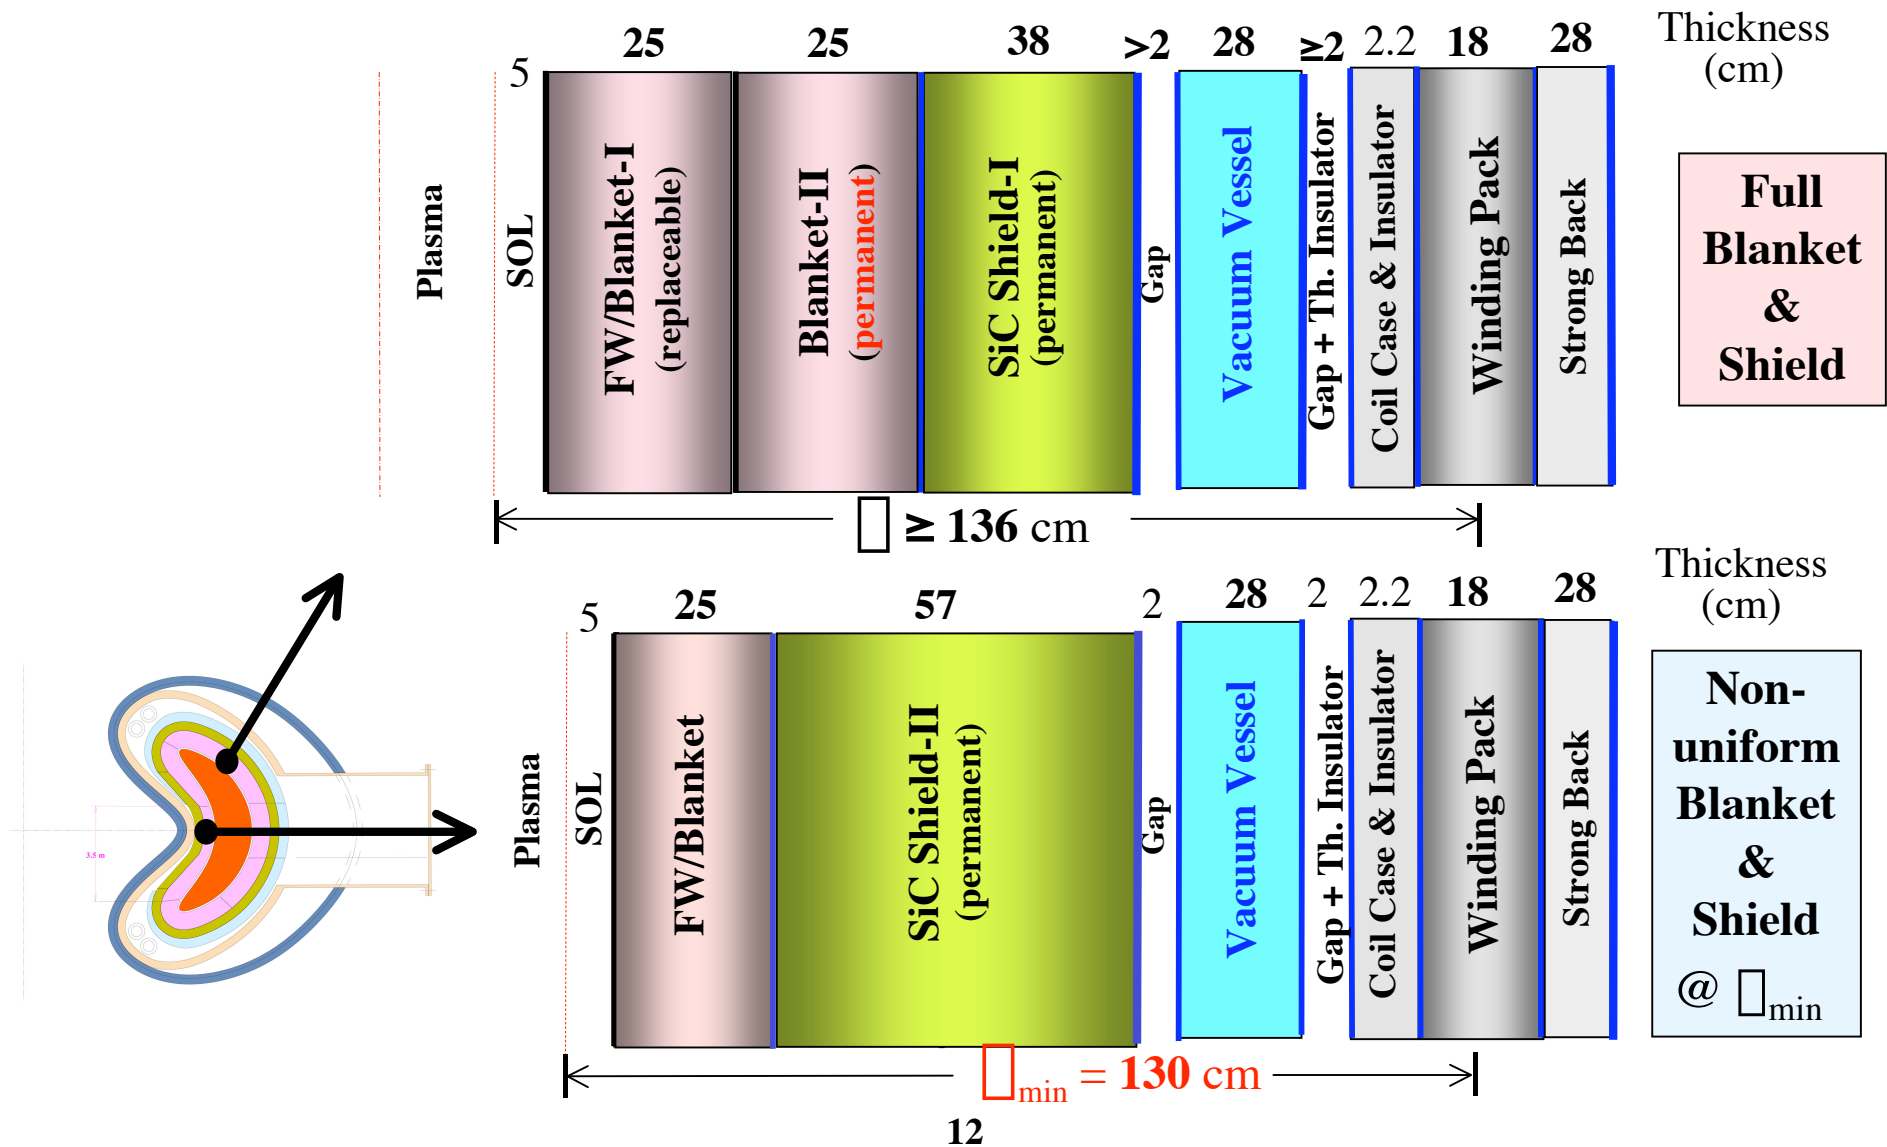 25 25 38 >2 28 ≥2 2.2 18 28 Thickness
(cm)
5
Plasma
SOL
FW/Blanket-I
(replaceable)
Blanket-II
(permanent)
SiC Shield-I
(permanent)
Gap
Vacuum Vessel
Gap + Th. Insulator
Coil Case & Insulator
Winding Pack
Strong Back
Full
Blanket
&
Shield
≥ 136 cm
25 57 2 28 2 2.2 18 28 Thickness
(cm)
5
Plasma
SOL
FW/Blanket
SiC Shield-II
(permanent)
Gap
Vacuum Vessel
Gap + Th. Insulator
Coil Case & Insulator
Winding Pack
Strong Back
Non-
uniform
Blanket
&
Shield
@ □min
3.5 m
□min = 130 cm
12